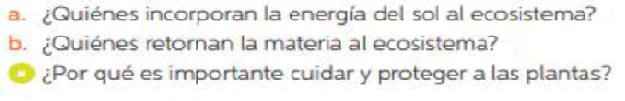 a. ¿Quiénes incorporan la energía del sol al ecosistema?
b. ¿Quiénes retornan la materia al ecosistema?
¿Por qué es importante cuidar y proteger a las plantas?